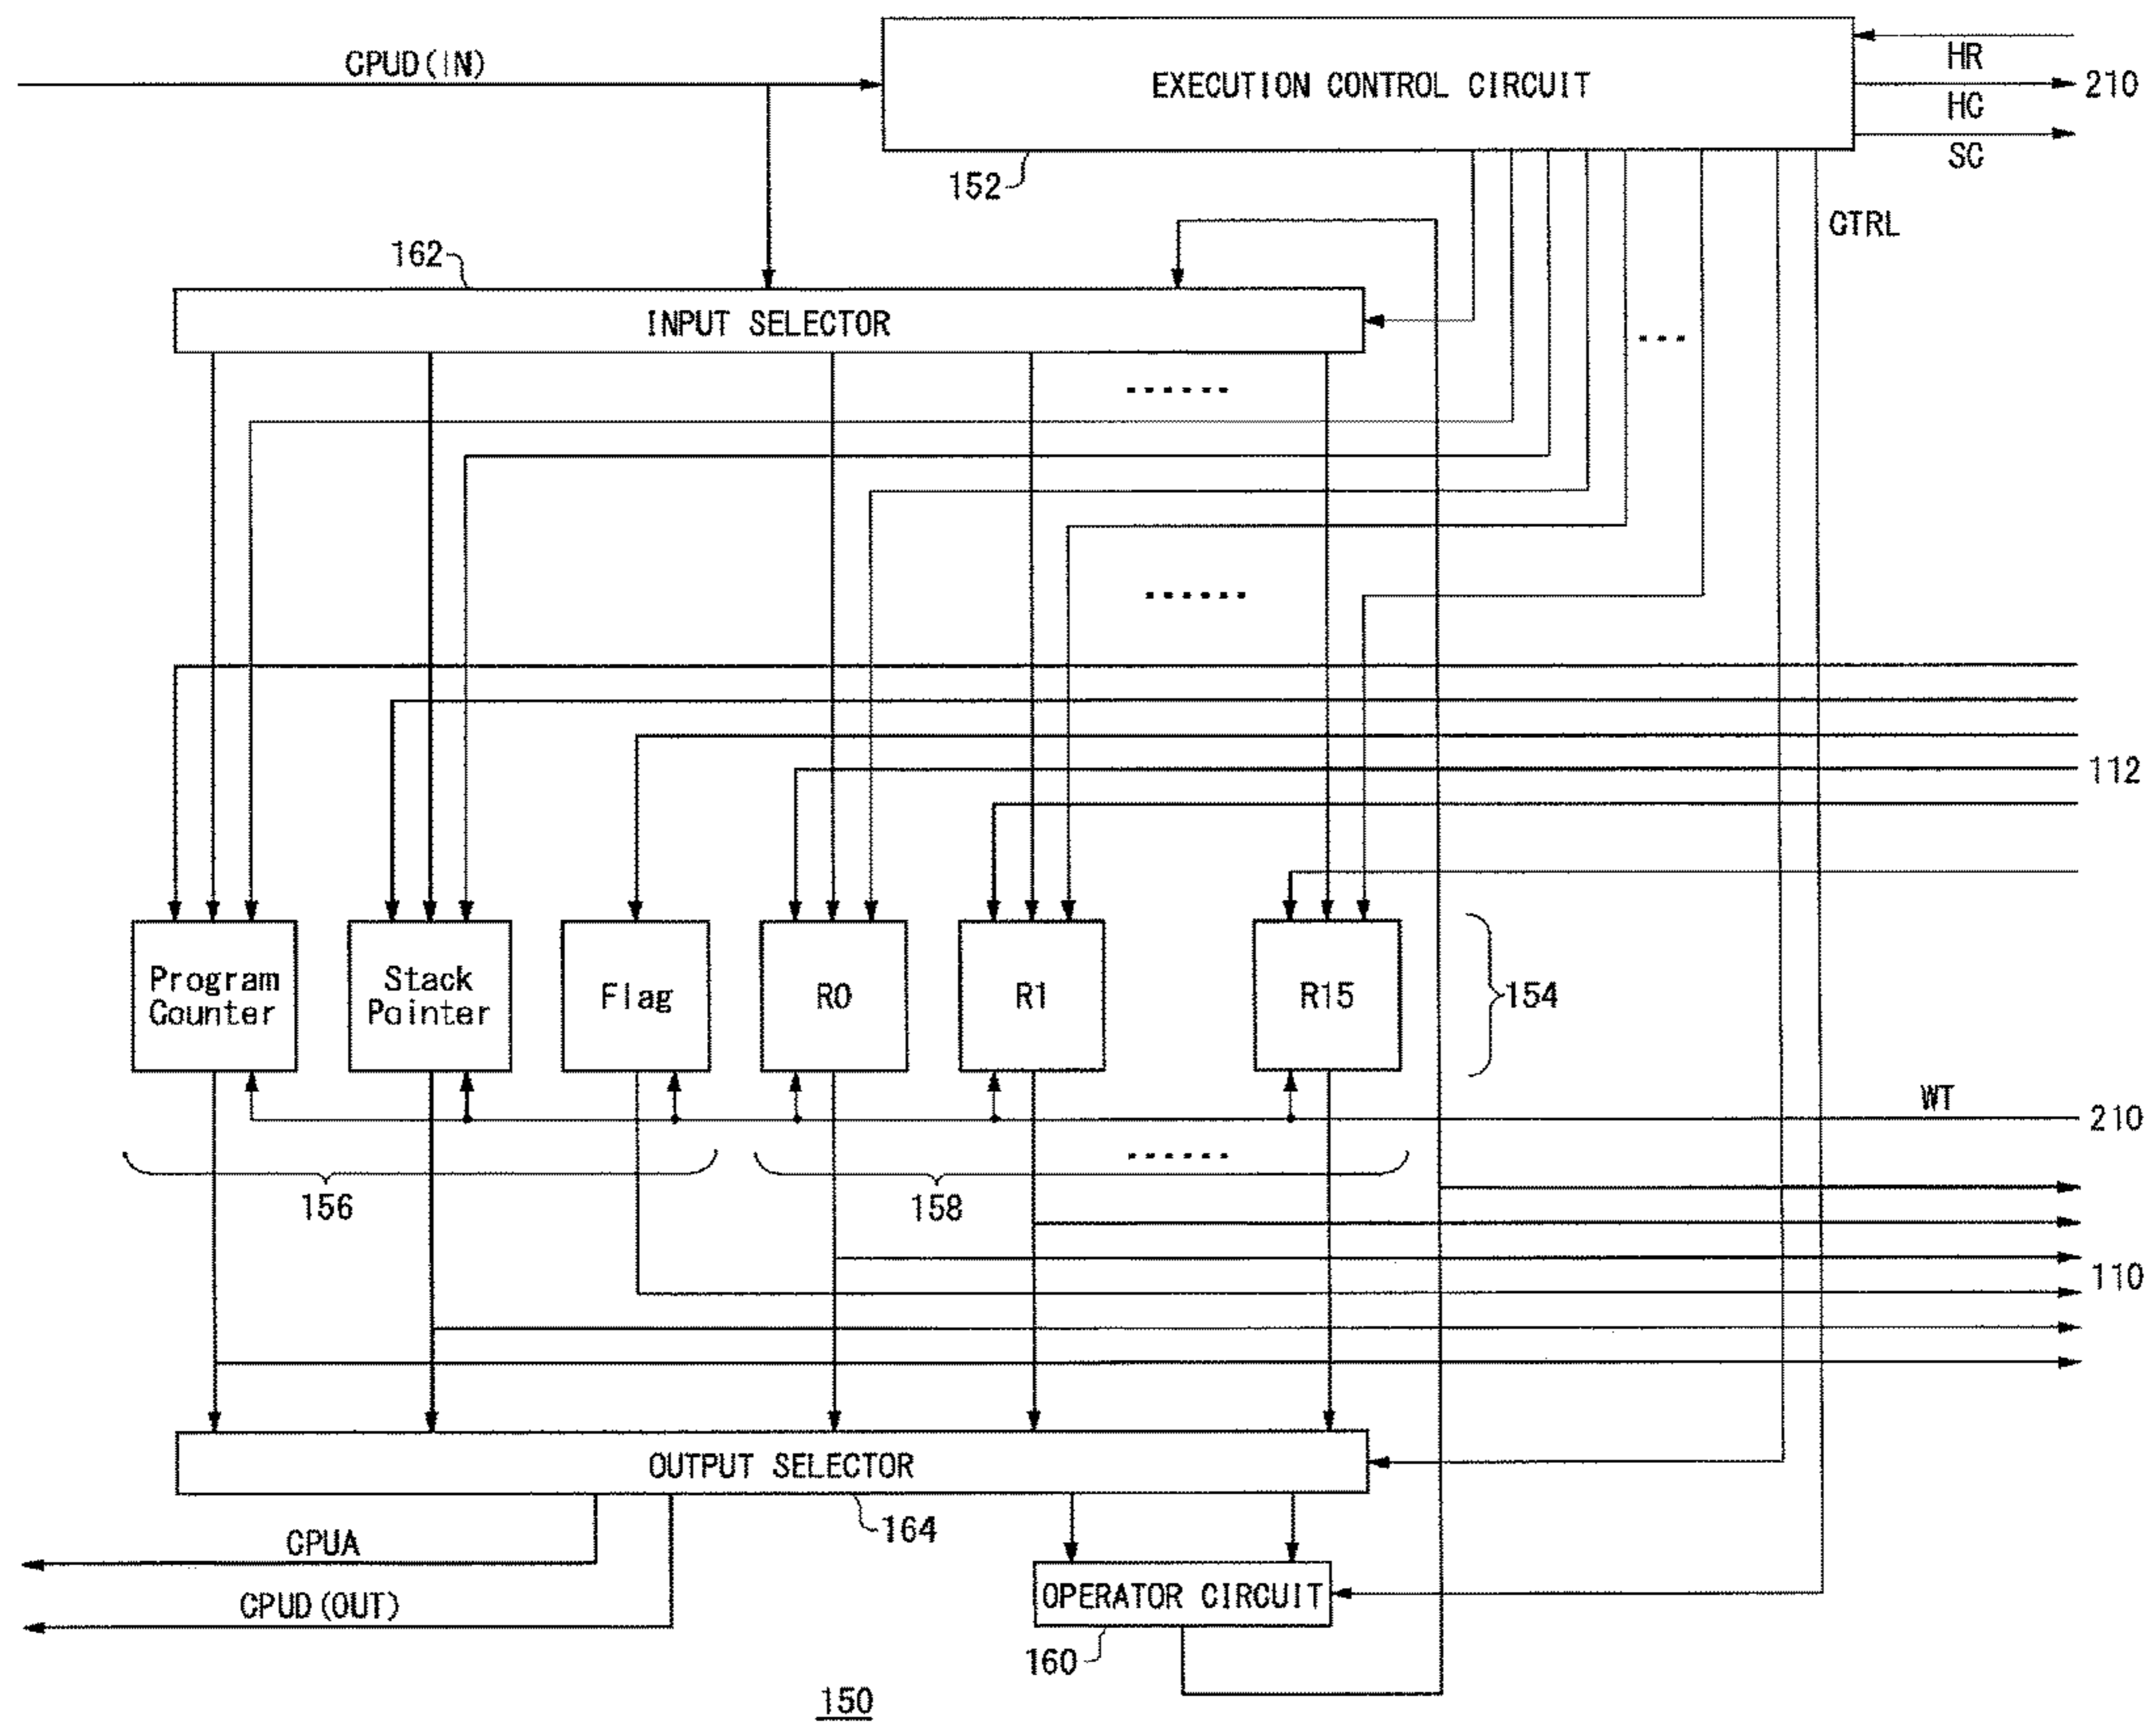 CPUD(IN)
EXECUTION CONTROL CIRCUIT
HR
210
HC
SC
152
CTRL
162
INPUT SELECTOR
...
......
......
112
Program
Counter
Stack
Pointer
Flag
R0
R1
R15
154
WT
210
......
156
158
110
OUTPUT SELECTOR
164
CPUA
CPUD(OUT)
OPERATOR CIRCUIT
160
150